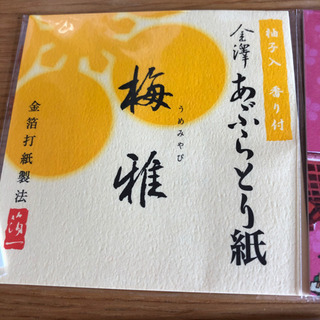 柚子入 香り付
金澤
あぶらとり紙
梅雅
うめみやび
金箔打紙製法